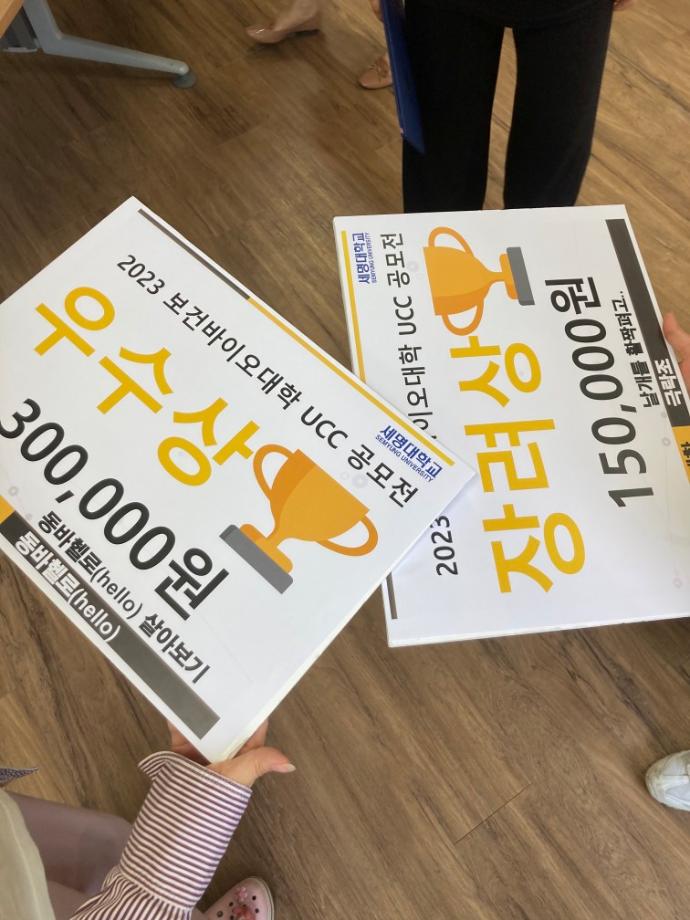 2023 보건바이오대학 UCC 공모전
우수상
300,000원
동바헬로(hello) 살아보기
동바헬로(hello)
세명대학교
SEMYUNG UNIVERSITY
세명대학교
SEMYUNG UNIVERSITY
2023 이오대학 UCC 공모전
장려상
150,000원
날개를 활짝펴고..
극락조